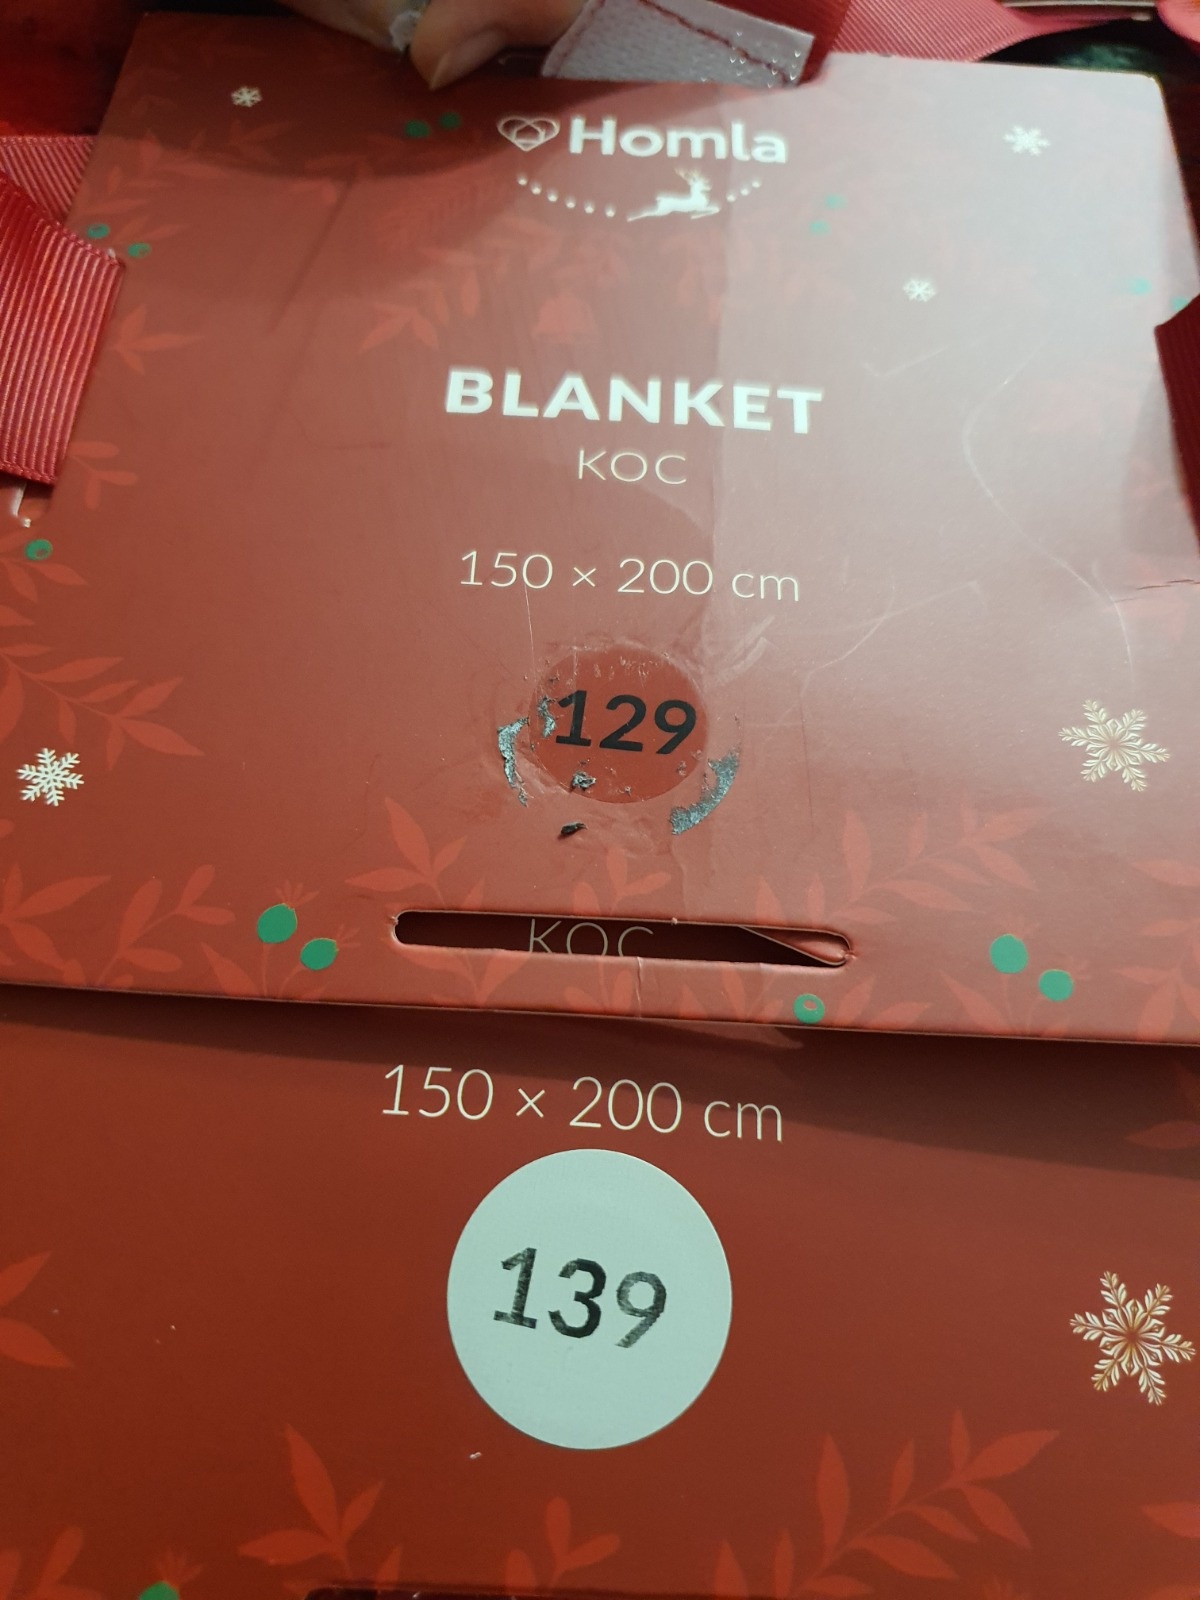 Homla
BLANKET
KOC
150 × 200 cm
129
KOC
150 × 200 cm
139